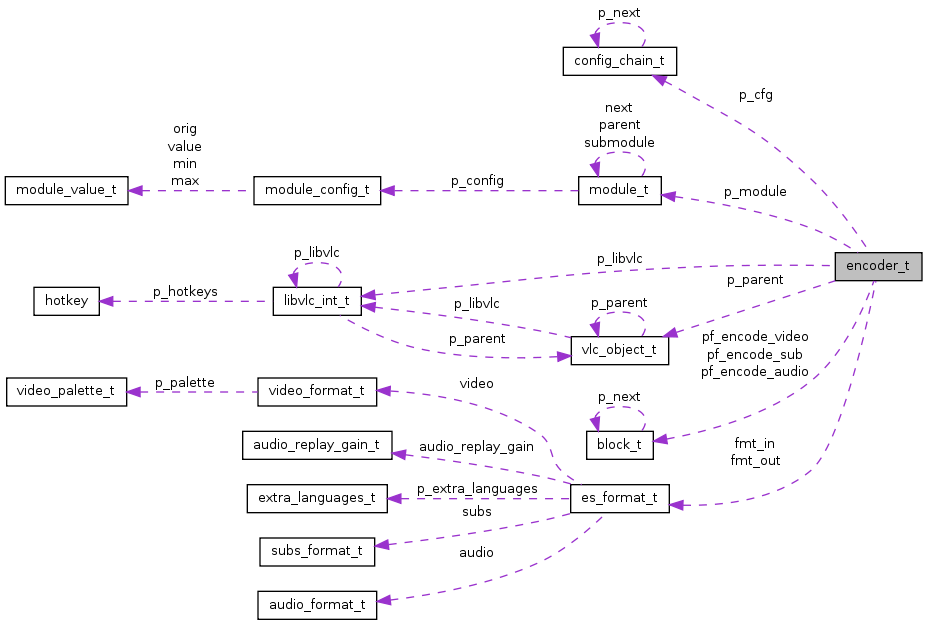 p_next
config_chain_t
p_cfg
next
parent
submodule
orig
value
min
max
module_value_t
module_config_t
p_config
module_t
p_module
encoder_t
p_libvlc
p_libvlc
hotkey
p_hotkeys
libvlc_int_t
p_libvlc
p_parent
p_parent
p_parent
vlc_object_t
pf_encode_video
pf_encode_sub
pf_encode_audio
video_palette_t
p_palette
video_format_t
video
p_next
block_t
audio_replay_gain_t
audio_replay_gain
fmt_in
fmt_out
extra_languages_t
p_extra_languages
es_format_t
subs
subs_format_t
audio
audio_format_t